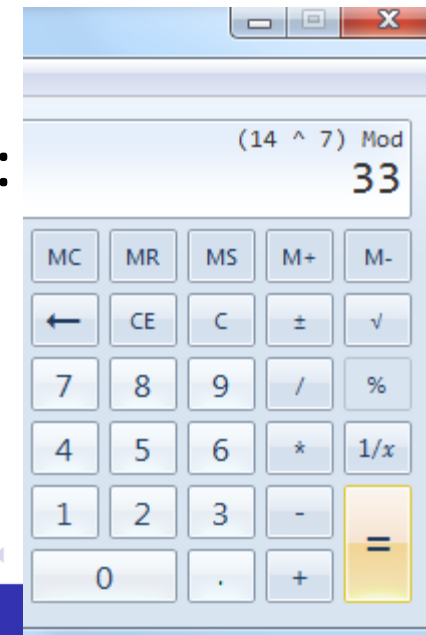 :
(14 ^ 7) Mod
33
MC MR MS M+ M-
← CE C ± √
7 8 9 / %
4 5 6 * 1/x
1 2 3 - =
0 . +